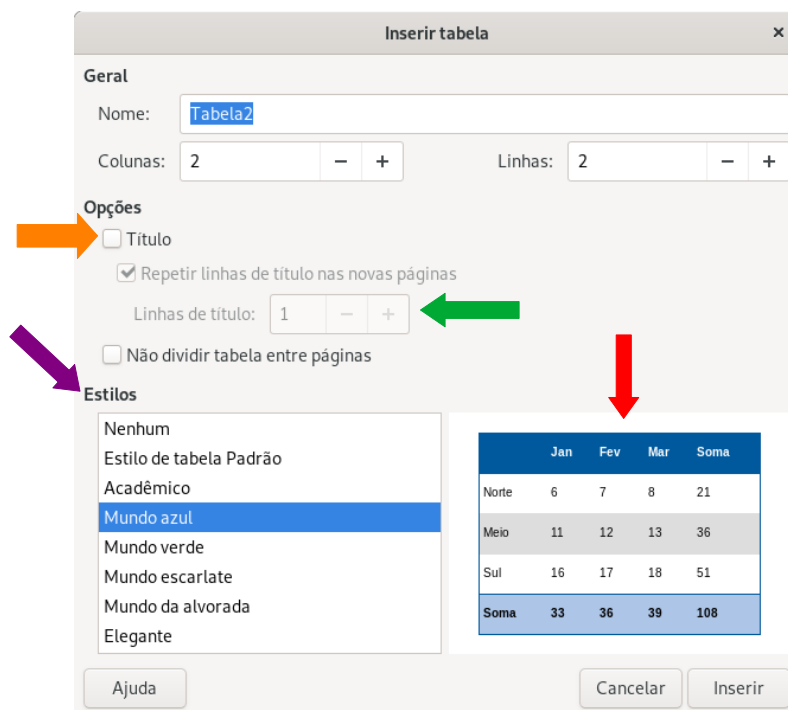 Inserir tabela ×
Geral
Nome: Tabela2
Colunas: 2 − + Linhas: 2 − +
Opções
Título
Repetir linhas de título nas novas páginas
Linhas de título: 1 − +
Não dividir tabela entre páginas
Estilos
Nenhum
Estilo de tabela Padrão
Acadêmico
Mundo azul
Mundo verde
Mundo escarlate
Mundo da alvorada
Elegante
Jan Fev Mar Soma
Norte 6 7 8 21
Meio 11 12 13 36
Sul 16 17 18 51
Soma 33 36 39 108
Ajuda Cancelar Inserir